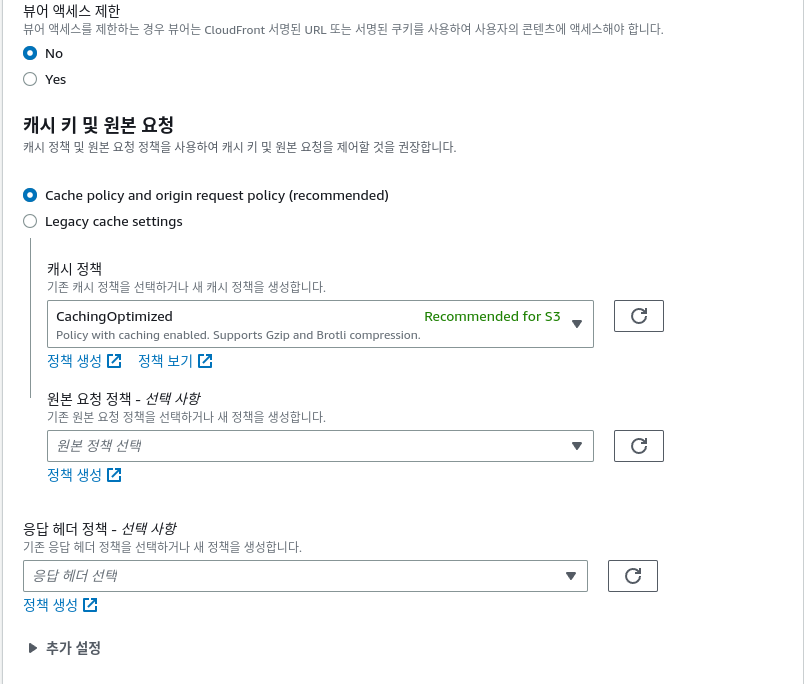 뷰어 액세스 제한
뷰어 액세스를 제한하는 경우 뷰어는 CloudFront 서명된 URL 또는 서명된 쿠키를 사용하여 사용자의 콘텐츠에 액세스해야 합니다.
No
Yes
캐시 키 및 원본 요청
캐시 정책 및 원본 요청 정책을 사용하여 캐시 키 및 원본 요청을 제어할 것을 권장합니다.
Cache policy and origin request policy (recommended)
Legacy cache settings
캐시 정책
기존 캐시 정책을 선택하거나 새 캐시 정책을 생성합니다.
CachingOptimized Recommended for S3
Policy with caching enabled. Supports Gzip and Brotli compression.
정책 생성 정책 보기
원본 요청 정책 - 선택 사항
기존 원본 요청 정책을 선택하거나 새 정책을 생성합니다.
원본 정책 선택
정책 생성
응답 헤더 정책 - 선택 사항
기존 응답 헤더 정책을 선택하거나 새 정책을 생성합니다.
응답 헤더 선택
정책 생성
추가 설정